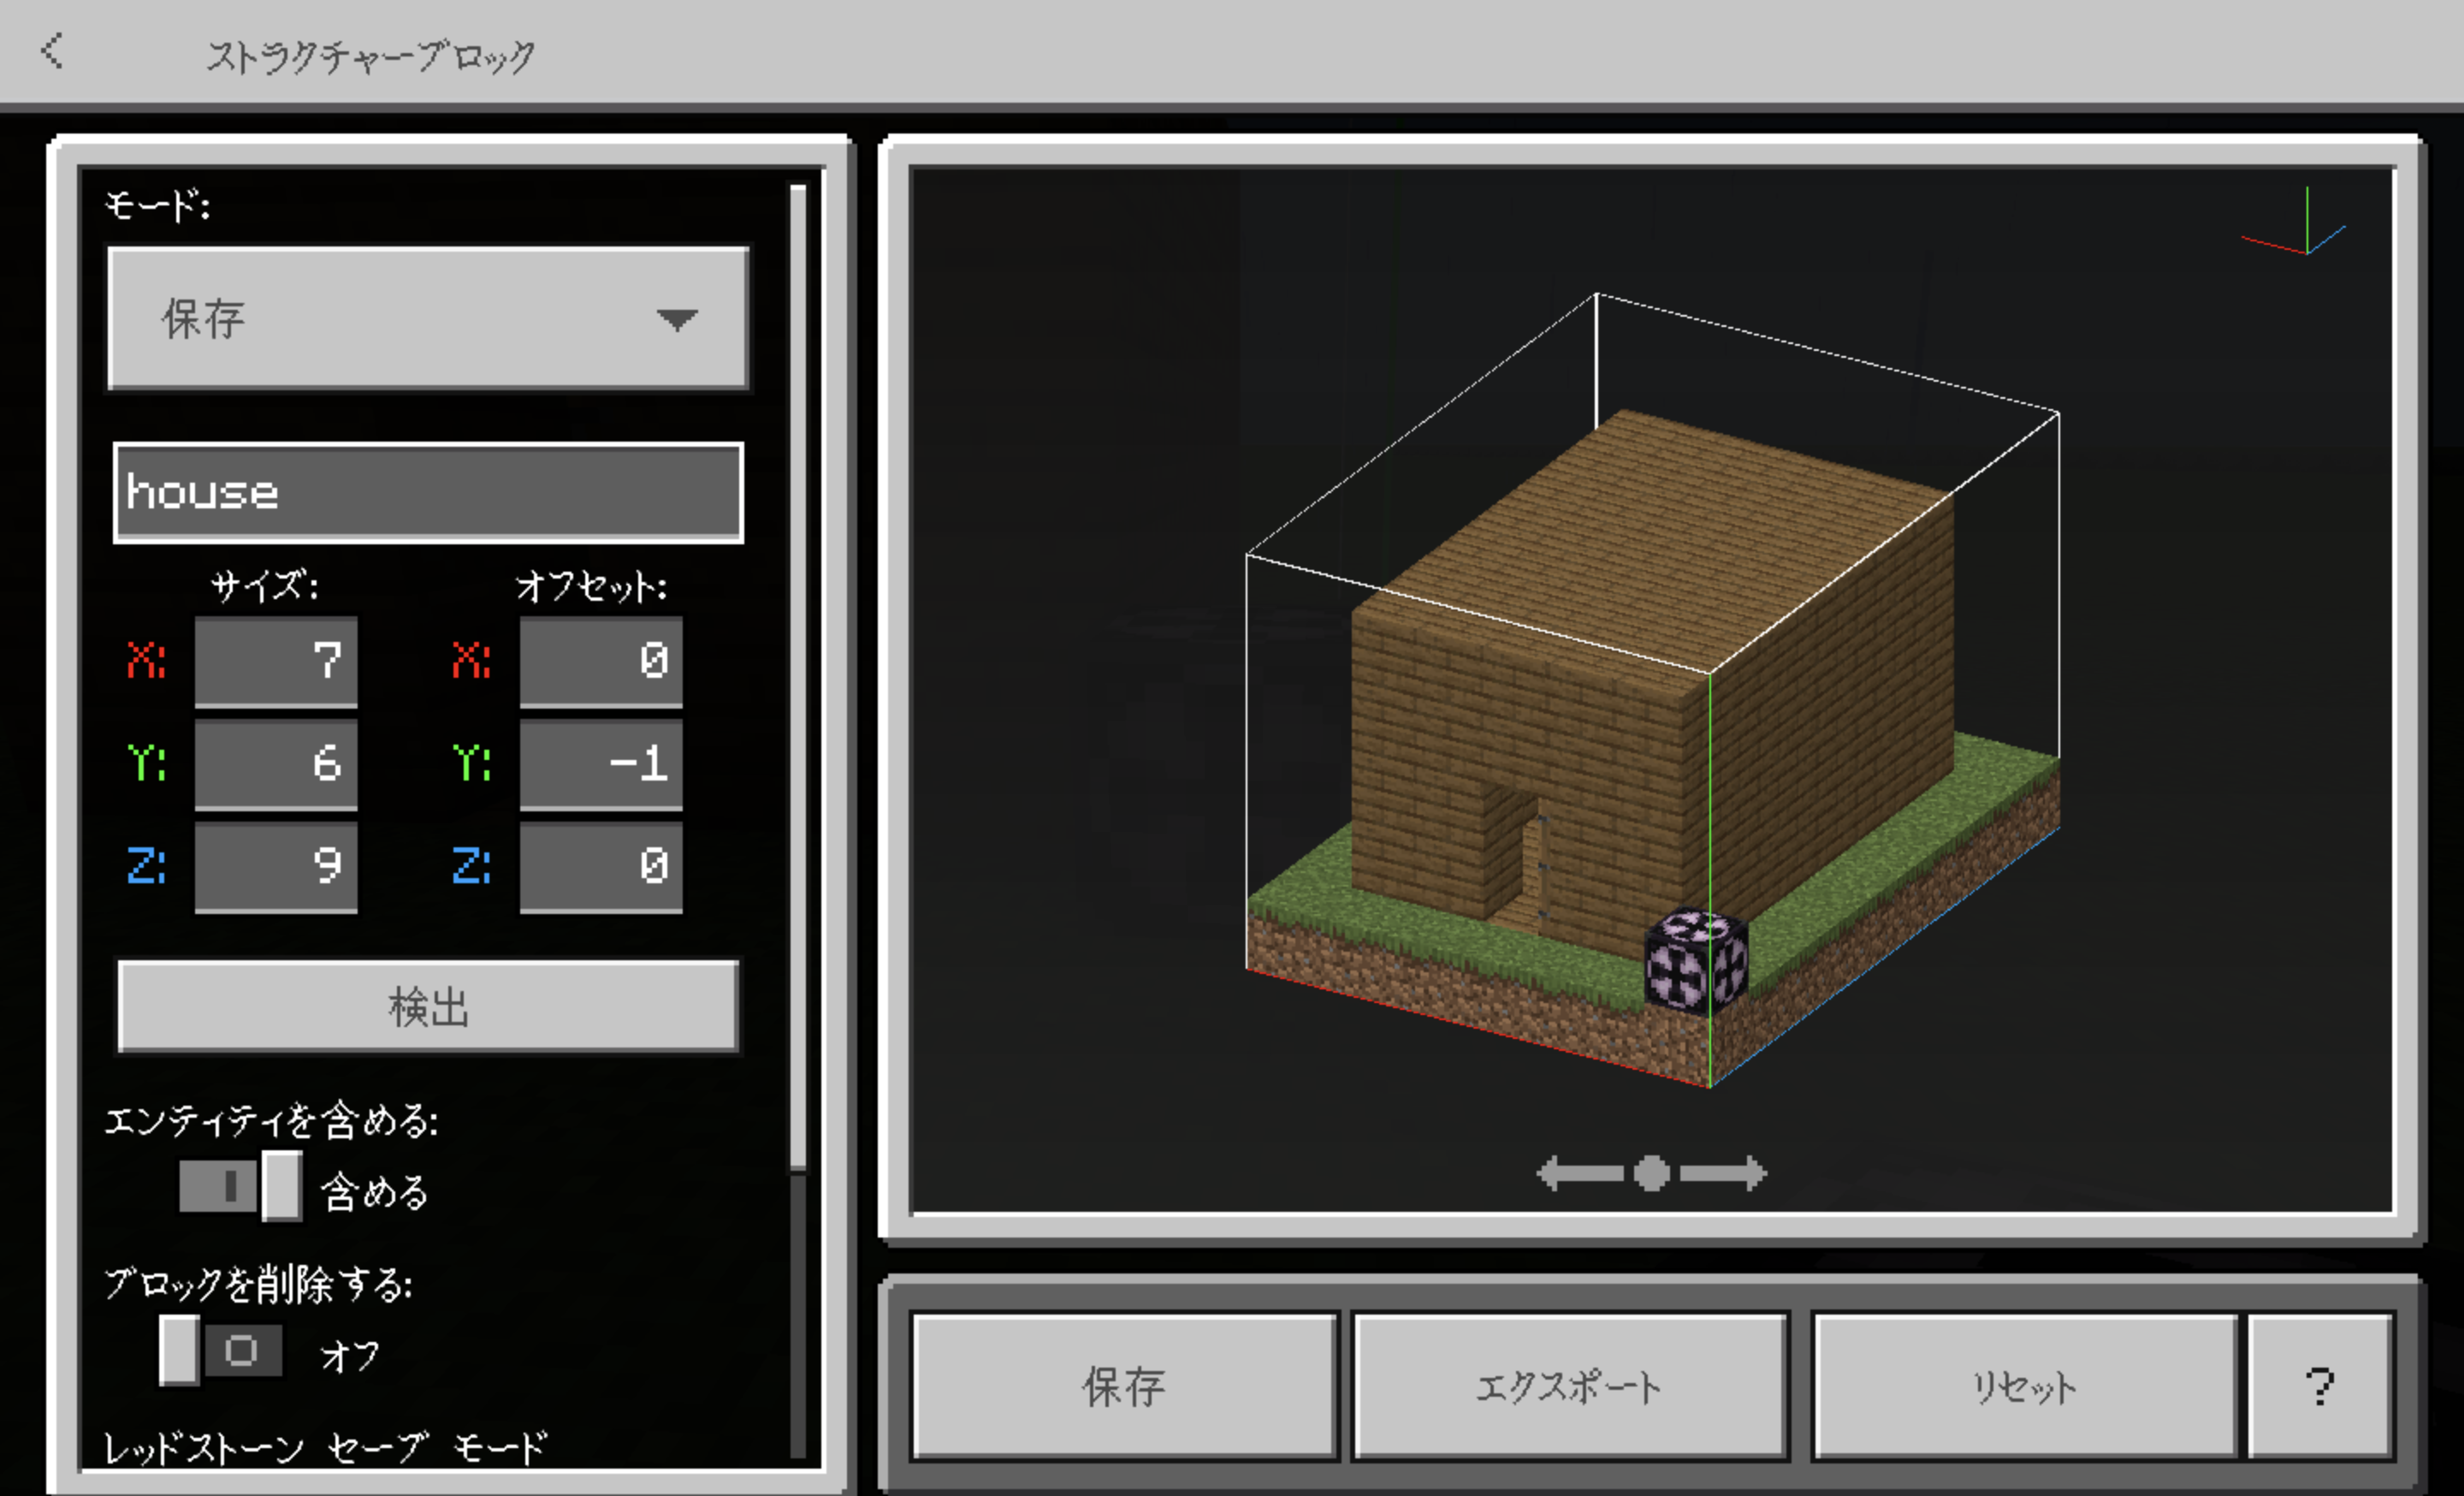 ストラクチャーブロック
モード:
保存
house
サイズ: オフセット:
X: 7 X: 0
Y: 6 Y: -1
Z: 9 Z: 0
検出
エンティティを含める:
含める
ブロックを削除する:
オフ
レッドストーン セーブ モード
保存 エクスポート リセット ?